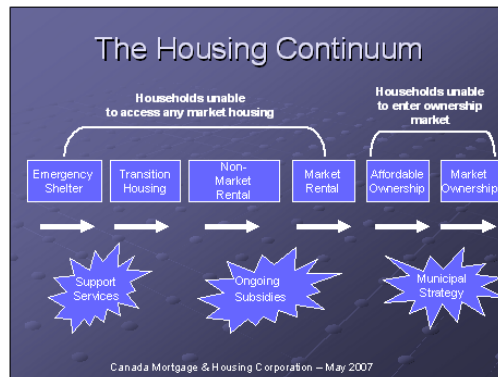 The Housing Continuum
Households unable
to access any market housing
Households unable
to enter ownership
market
Emergency
Shelter
Transition
Housing
Non-
Market
Rental
Market
Rental
Affordable
Ownership
Market
Ownership
Support
Services
Ongoing
Subsidies
Municipal
Strategy
Canada Mortgage & Housing Corporation – May 2007